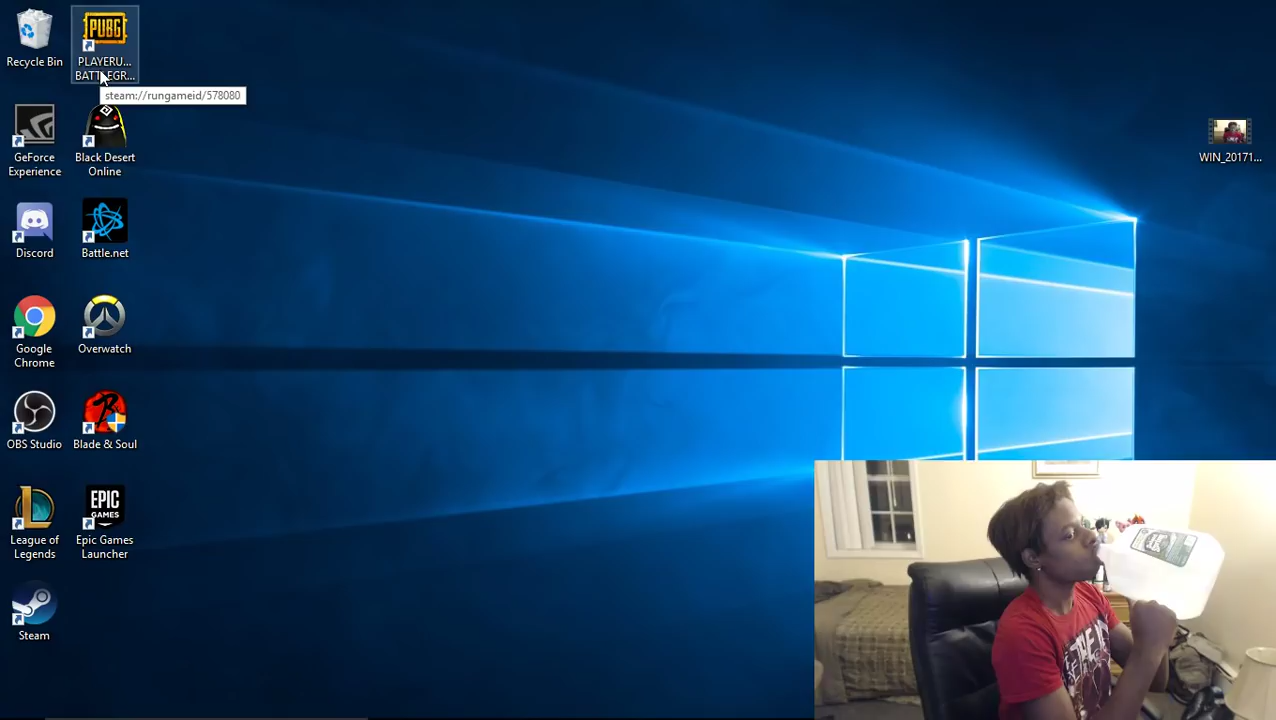 Recycle Bin
PUBG
PLAYERU...
BATTLEGR...
steam://rungameid/578080
GeForce
Experience
Black Desert
Online
WIN_20171...
Discord
Battle.net
Google
Chrome
Overwatch
OBS Studio
Blade & Soul
League of
Legends
EPIC
GAMES
Epic Games
Launcher
Steam